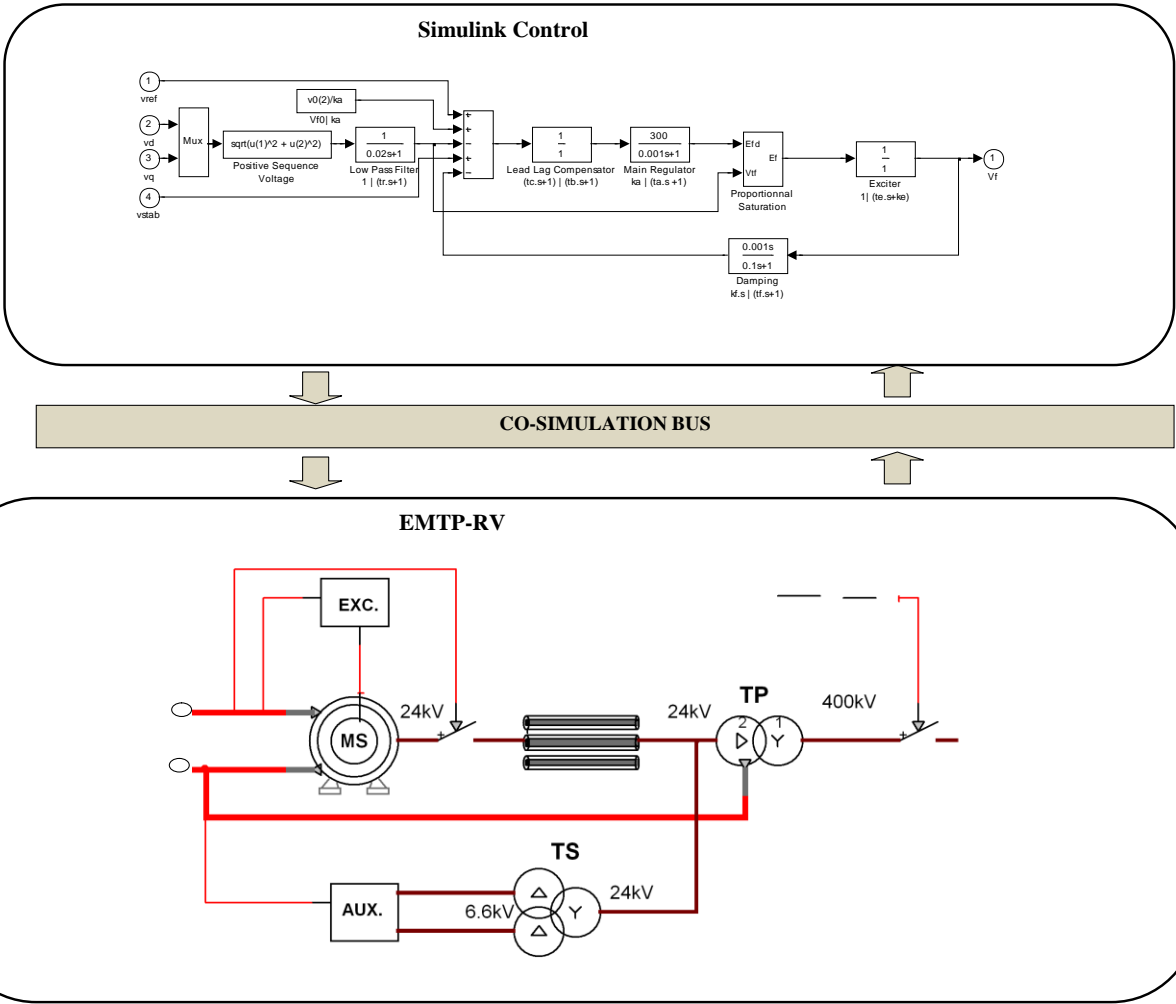 Simulink Control
1
vref
2
vd
3
vq
4
vstab
Mux
sqrt(u(1)^2 + u(2)^2)
Positive Sequence
Voltage
v0(2)/ka
Vf0| ka
1
0.02s+1
Low Pass Filter
1 | (tr.s+1)
+
+
−
+
−
1
1
Lead Lag Compensator
(tc.s+1) | (tb.s+1)
300
0.001s+1
Main Regulator
ka | (ta.s +1)
Efd
Vtf
Ef
Proportionnal
Saturation
1
1
Exciter
1| (te.s+ke)
1
Vf
0.001s
0.1s+1
Damping
kf.s | (tf.s+1)
CO-SIMULATION BUS
EMTP-RV
EXC.
MS
24kV
+
24kV
TP
2
1
400kV
+
TS
AUX.
6.6kV
24kV